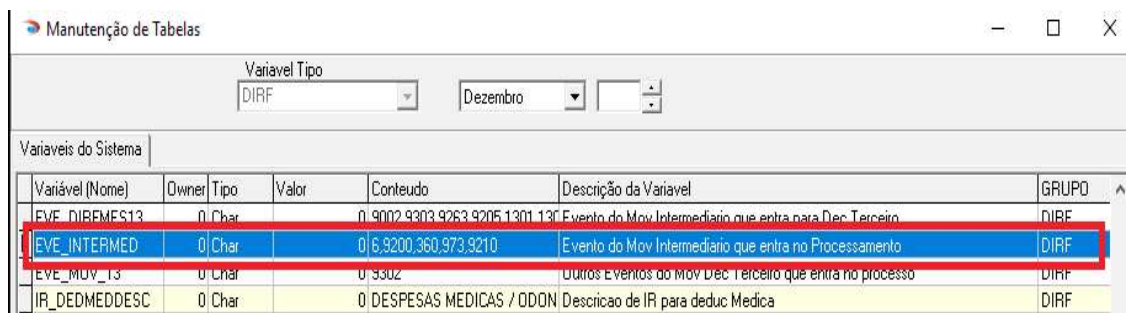 Manutenção de Tabelas
Variavel Tipo
DIRF Dezembro
Variaveis do Sistema
Variável (Nome) Owner Tipo Valor Conteudo Descrição da Variavel GRUPO
EVE_DIRFMES13 0 Char 0 9002,9303,9263,9205,1301,130 Evento do Mov Intermediario que entra para Dec Terceiro DIRF
EVE_INTERMED 0 Char 0 6,9200,360,973,9210 Evento do Mov Intermediario que entra no Processamento DIRF
EVE_MOV_13 0 Char 0 9302 Outros Eventos do Mov Dec Terceiro que entra no processo DIRF
IR_DEDMEDDESC 0 Char 0 DESPESAS MEDICAS / ODON Descricao de IR para deduc Medica DIRF